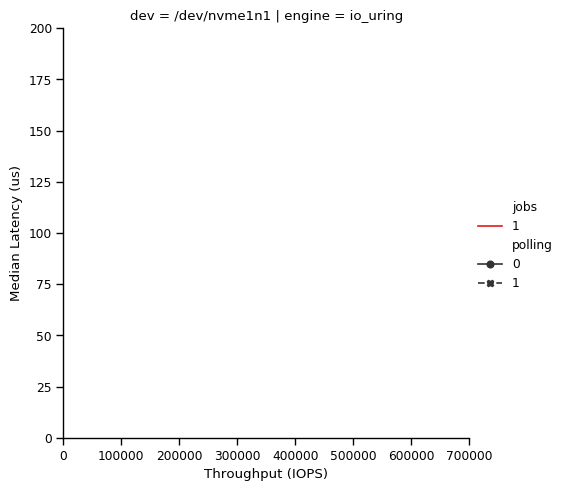 dev = /dev/nvme1n1 | engine = io_uring
200
175
150
125
100
75
50
25
0
Median Latency (us)
0 100000 200000 300000 400000 500000 600000 700000
Throughput (IOPS)
jobs
1
polling
0
1